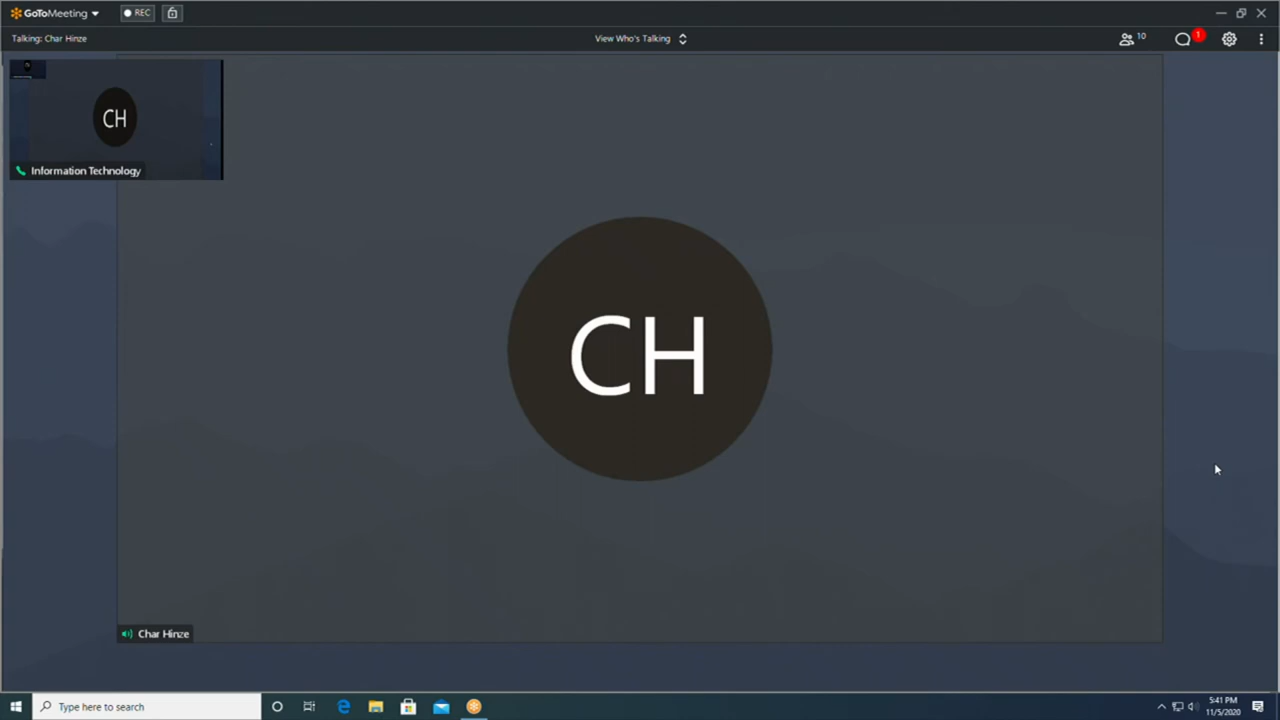 GoToMeeting
REC
Talking: Char Hinze
View Who's Talking
10
1
CH
Information Technology
CH
Char Hinze
Type here to search
5:41 PM
11/5/2020